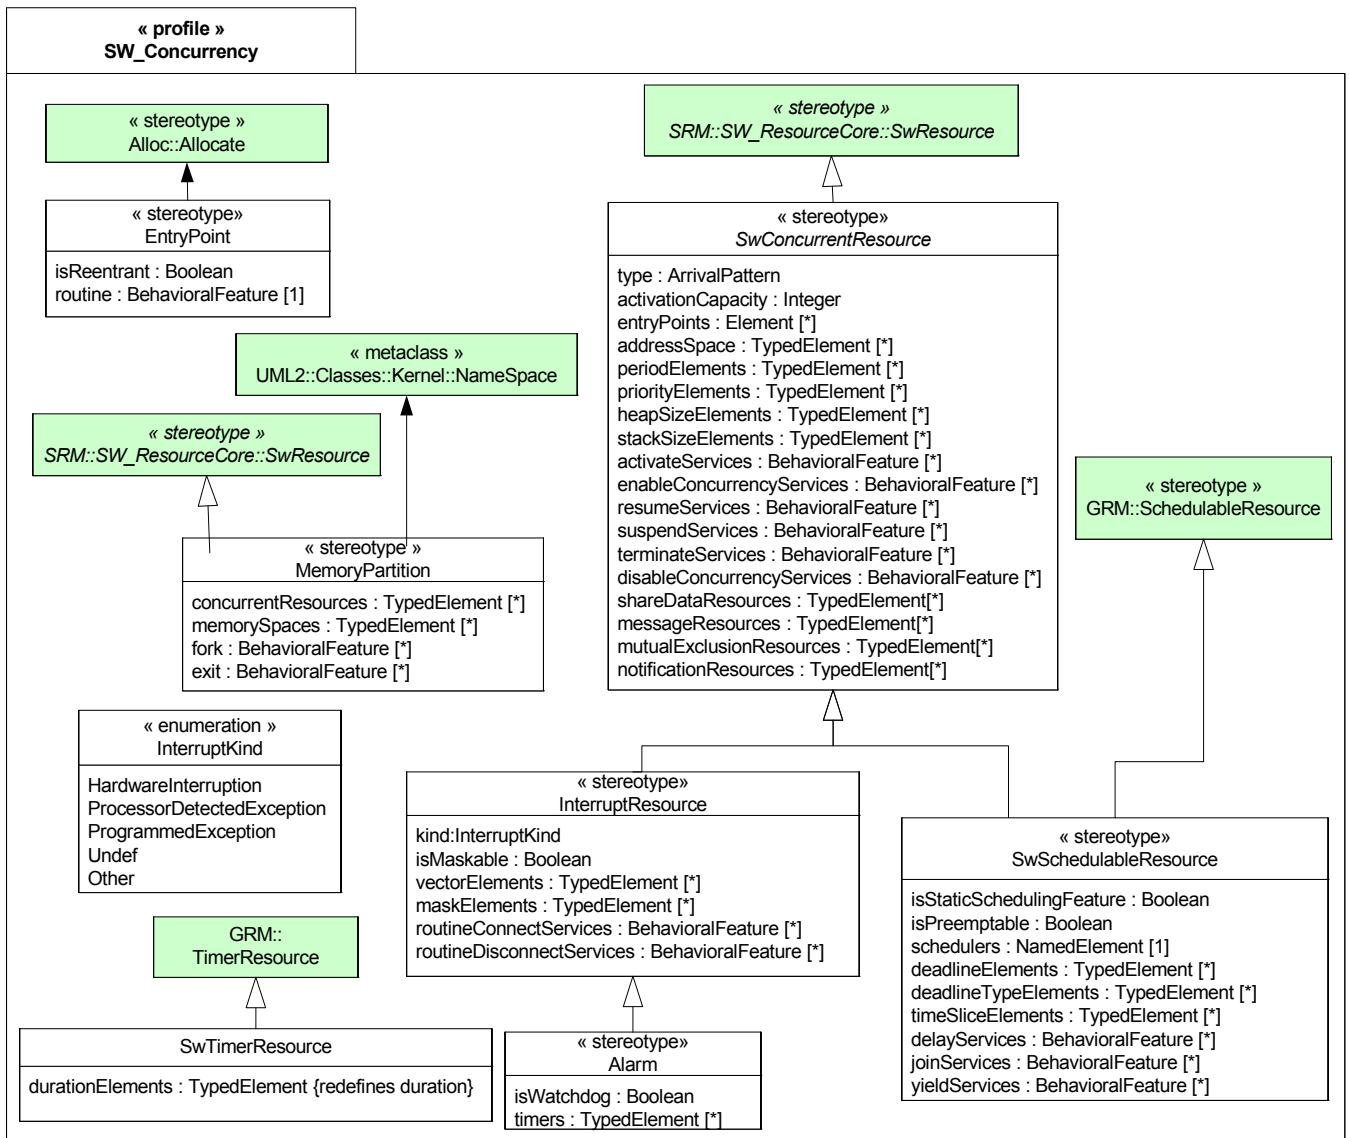 « profile »
SW_Concurrency
« stereotype »
Alloc::Allocate
« stereotype»
EntryPoint
isReentrant : Boolean
routine : BehavioralFeature [1]
« metaclass »
UML2::Classes::Kernel::NameSpace
« stereotype »
SRM::SW_ResourceCore::SwResource
« stereotype »
MemoryPartition
concurrentResources : TypedElement [*]
memorySpaces : TypedElement [*]
fork : BehavioralFeature [*]
exit : BehavioralFeature [*]
« enumeration »
InterruptKind
HardwareInterruption
ProcessorDetectedException
ProgrammedException
Undef
Other
GRM::
TimerResource
SwTimerResource
durationElements : TypedElement {redefines duration}
« stereotype »
SRM::SW_ResourceCore::SwResource
« stereotype»
SwConcurrentResource
type : ArrivalPattern
activationCapacity : Integer
entryPoints : Element [*]
addressSpace : TypedElement [*]
periodElements : TypedElement [*]
priorityElements : TypedElement [*]
heapSizeElements : TypedElement [*]
stackSizeElements : TypedElement [*]
activateServices : BehavioralFeature [*]
enableConcurrencyServices : BehavioralFeature [*]
resumeServices : BehavioralFeature [*]
suspendServices : BehavioralFeature [*]
terminateServices : BehavioralFeature [*]
disableConcurrencyServices : BehavioralFeature [*]
shareDataResources : TypedElement[*]
messageResources : TypedElement[*]
mutualExclusionResources : TypedElement[*]
notificationResources : TypedElement[*]
« stereotype »
GRM::SchedulableResource
« stereotype»
InterruptResource
kind:InterruptKind
isMaskable : Boolean
vectorElements : TypedElement [*]
maskElements : TypedElement [*]
routineConnectServices : BehavioralFeature [*]
routineDisconnectServices : BehavioralFeature [*]
« stereotype»
Alarm
isWatchdog : Boolean
timers : TypedElement [*]
« stereotype»
SwSchedulableResource
isStaticSchedulingFeature : Boolean
isPreemptable : Boolean
schedulers : NamedElement [1]
deadlineElements : TypedElement [*]
deadlineTypeElements : TypedElement [*]
timeSliceElements : TypedElement [*]
delayServices : BehavioralFeature [*]
joinServices : BehavioralFeature [*]
yieldServices : BehavioralFeature [*]